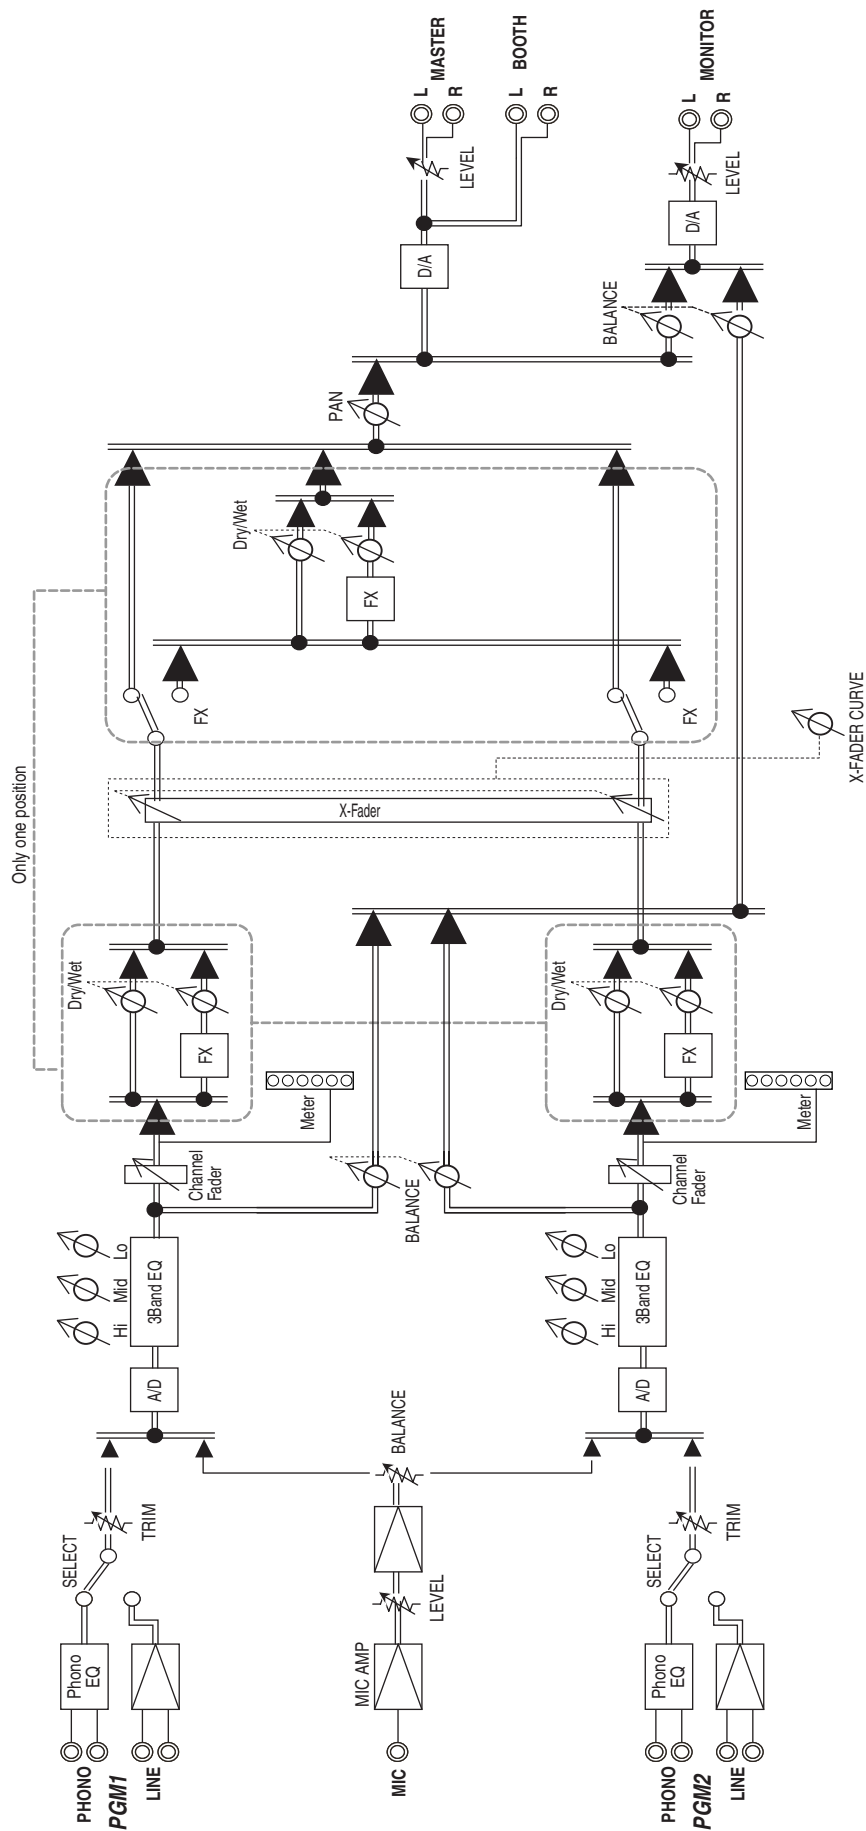 PHONO
PGM1
LINE
Phono
EQ
SELECT
TRIM
A/D
3Band EQ
Hi
Mid
Lo
Channel
Fader
Meter
FX
Dry/Wet
Only one position
MIC
MIC AMP
LEVEL
BALANCE
BALANCE
PHONO
PGM2
LINE
Phono
EQ
SELECT
TRIM
A/D
3Band EQ
Hi
Mid
Lo
Channel
Fader
Meter
FX
Dry/Wet
X-Fader
X-FADER CURVE
FX
FX
FX
Dry/Wet
PAN
D/A
LEVEL
L
R
MASTER
L
R
BOOTH
BALANCE
D/A
LEVEL
L
R
MONITOR